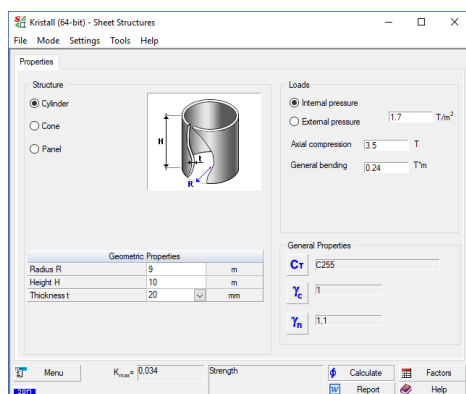 Kristall (64-bit) - Sheet Structures
File Mode Settings Tools Help
Properties
Structure
Cylinder
Cone
Panel
H
t
R
Geometric Properties
Radius R 9 m
Height H 10 m
Thickness t 20 mm
Loads
Internal pressure
External pressure
1.7 T/m²
Axial compression 3.5 T
General bending 0.24 T*m
General Properties
Cт C255
γc 1
γn 1,1
Menu
Kmax= 0,034
Strength
Calculate
Factors
Report
Help